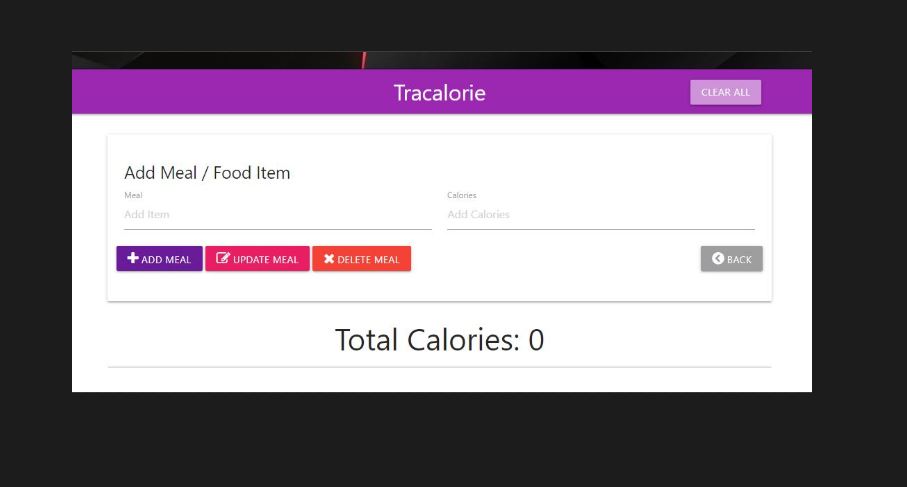 Tracalorie
CLEAR ALL
Add Meal / Food Item
Meal
Calories
Add Item
Add Calories
ADD MEAL
UPDATE MEAL
DELETE MEAL
BACK
Total Calories: 0